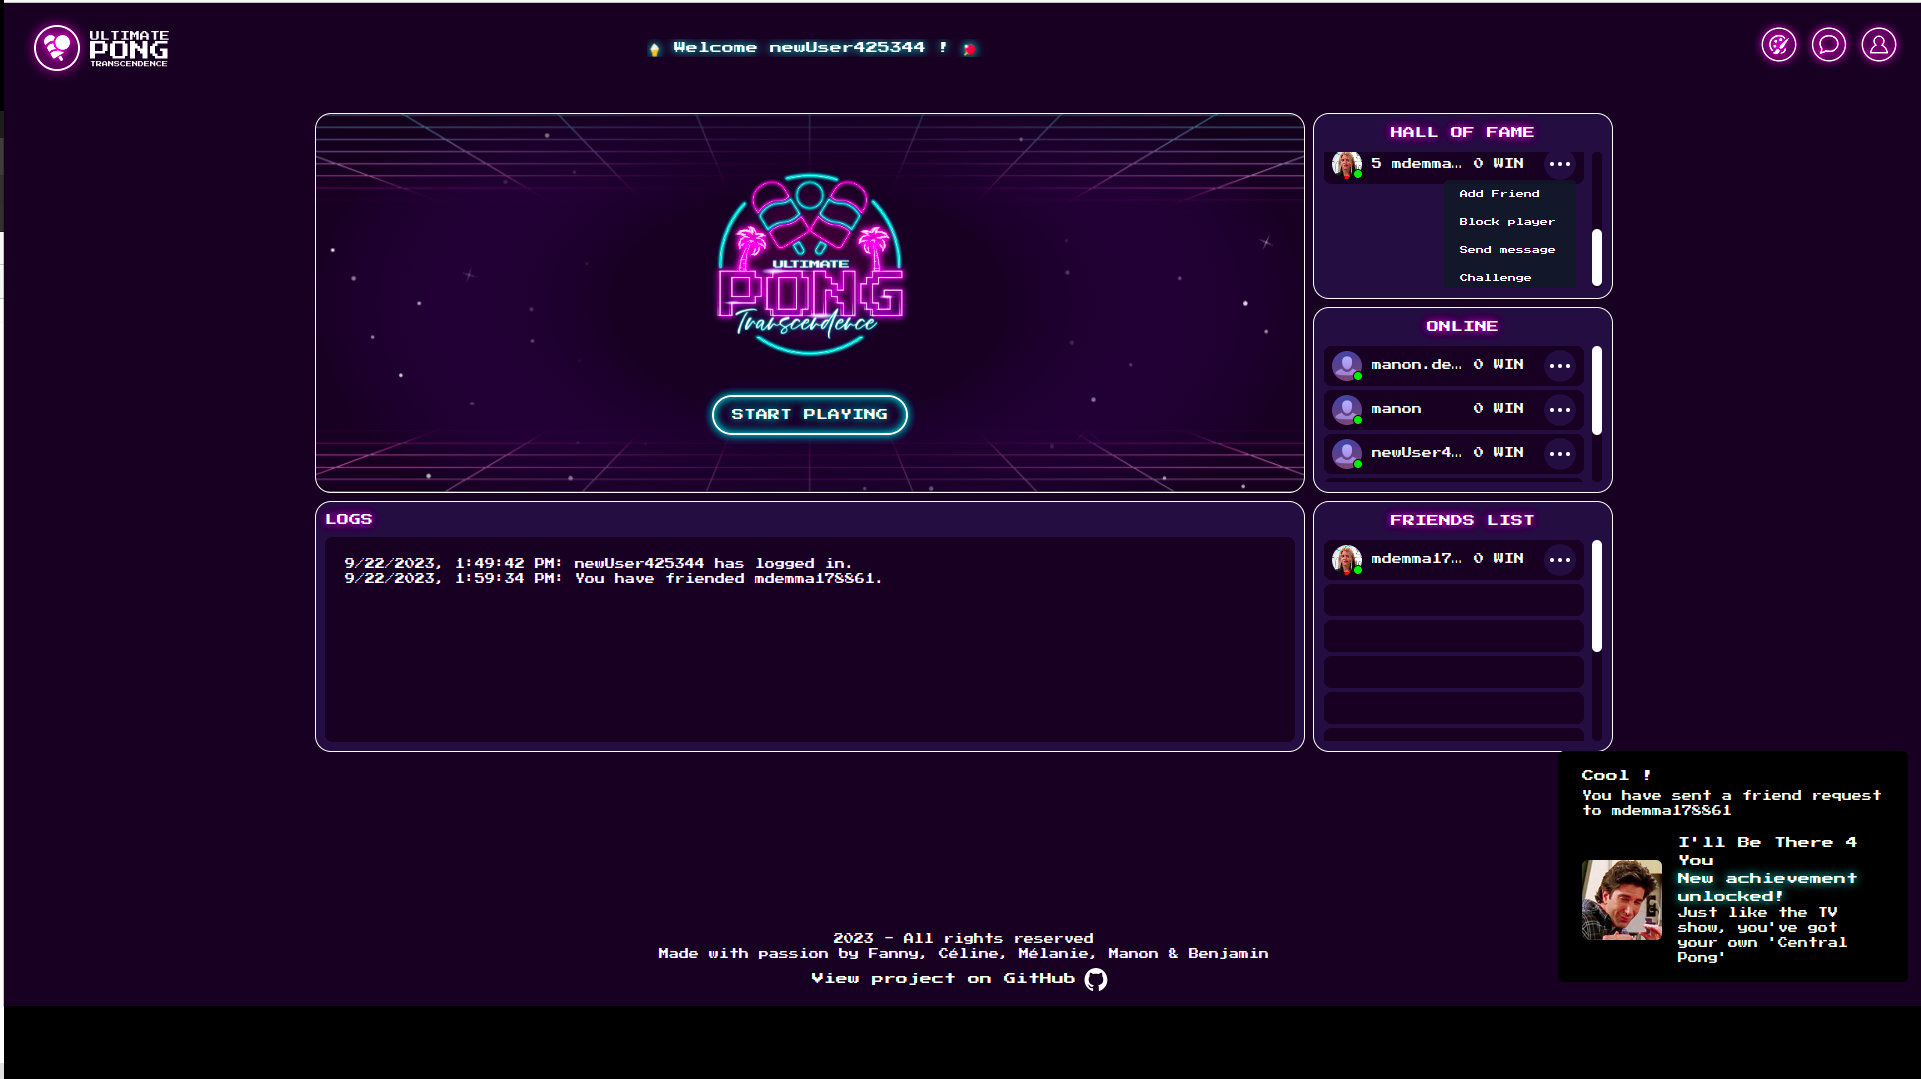 ULTIMATE
PONG
TRANSCENDENCE
Welcome newUser425344 !
ULTIMATE
PONG
Transcendence
START PLAYING
HALL OF FAME
5 mdemma... 0 WIN
Add Friend
Block player
Send message
Challenge
ONLINE
manon.de... 0 WIN
manon 0 WIN
newUser4... 0 WIN
LOGS
9/22/2023, 1:49:42 PM: newUser425344 has logged in.
9/22/2023, 1:59:34 PM: You have friended mdemma178861.
FRIENDS LIST
mdemma17... 0 WIN
Cool !
You have sent a friend request
to mdemma178861
I'll Be There 4
You
New achievement
unlocked!
Just like the TV
show, you've got
your own 'Central
Pong'
2023 - All rights reserved
Made with passion by Fanny, Céline, Mélanie, Manon & Benjamin
View project on GitHub